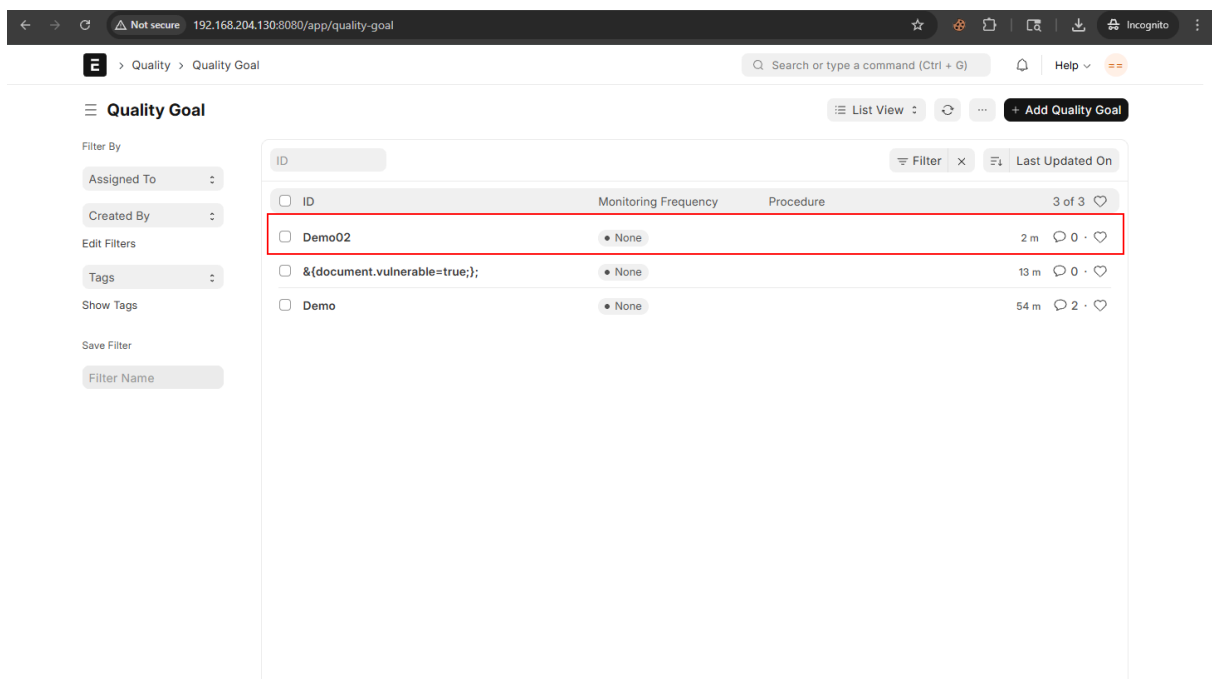 Not secure 192.168.204.130:8080/app/quality-goal Incognito
E > Quality > Quality Goal Search or type a command (Ctrl + G) Help ==
Quality Goal List View ... + Add Quality Goal
Filter By
ID Filter × Last Updated On
Assigned To
ID Monitoring Frequency Procedure 3 of 3
Created By
Demo02 • None 2 m 0 ·
Edit Filters
&{document.vulnerable=true;}; • None 13 m 0 ·
Tags
Show Tags
Demo • None 54 m 2 ·
Save Filter
Filter Name